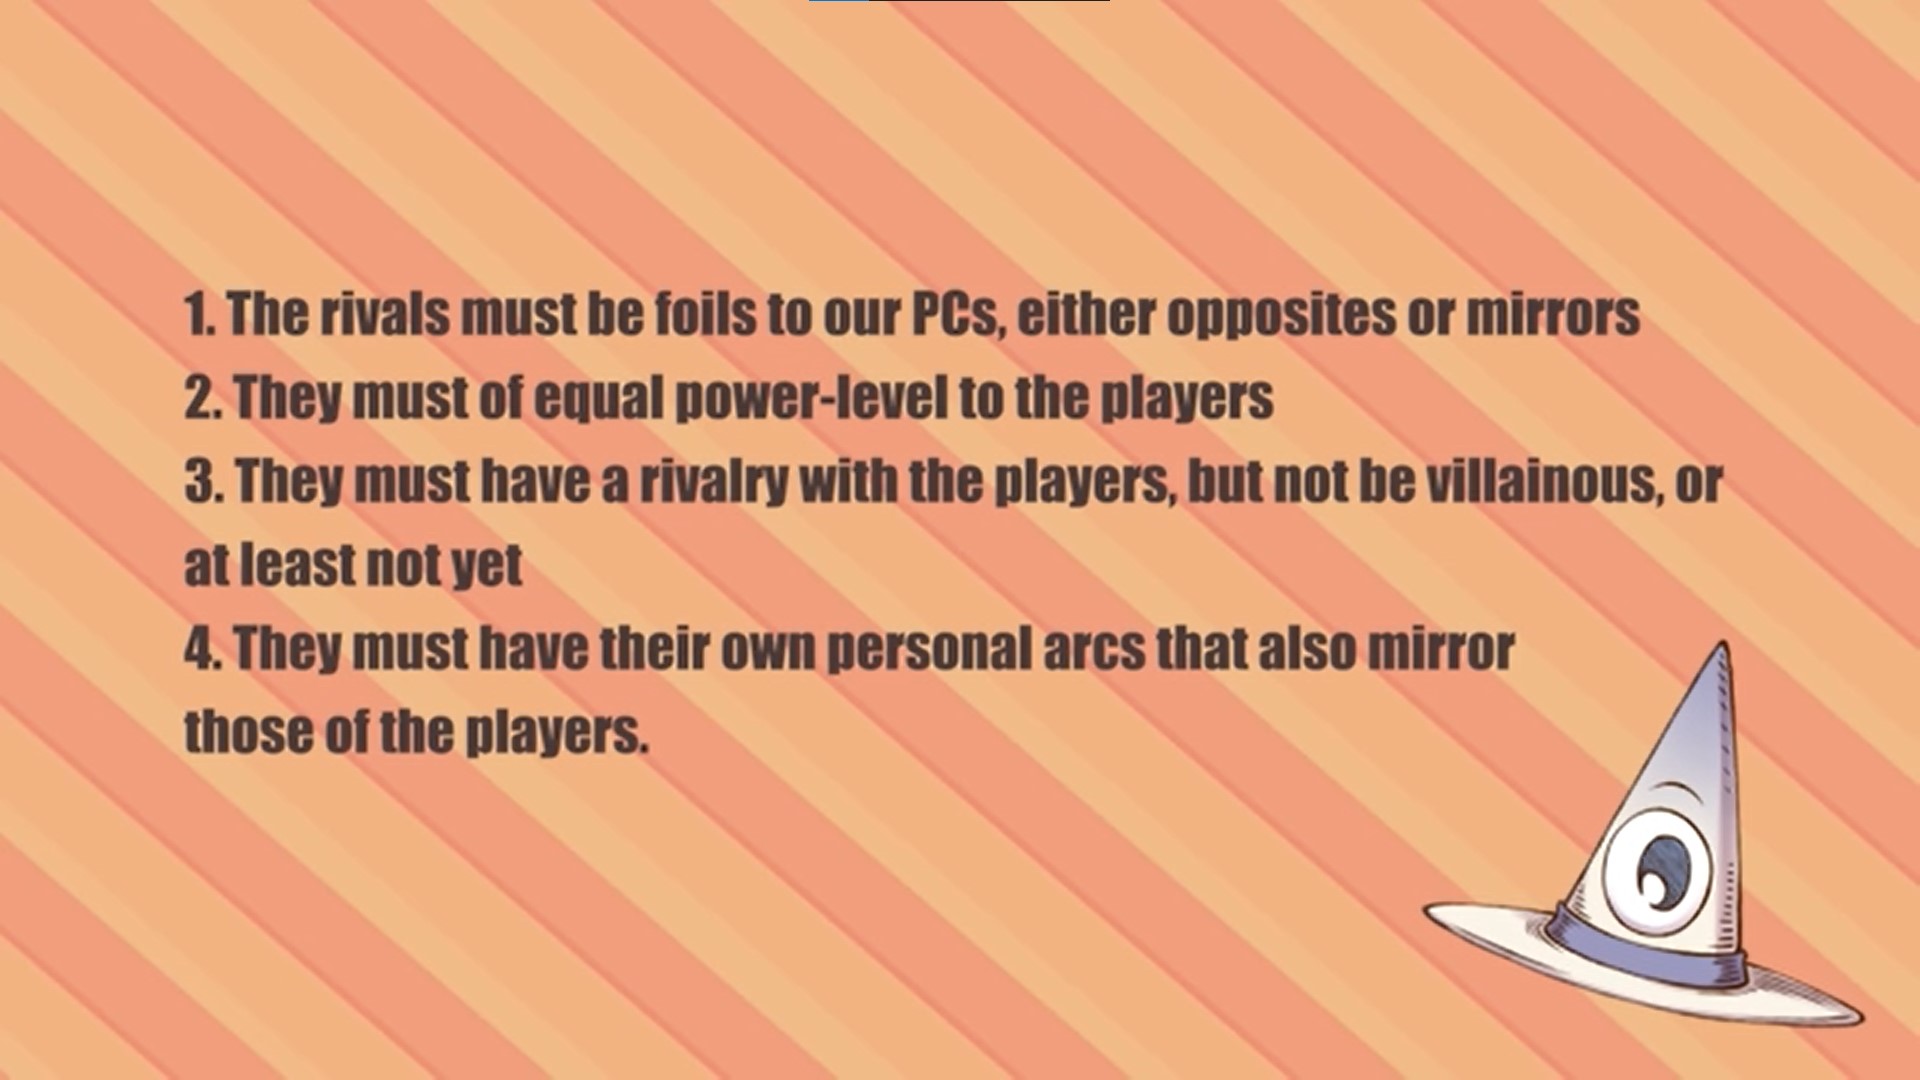 1. The rivals must be foils to our PCs, either opposites or mirrors
2. They must of equal power-level to the players
3. They must have a rivalry with the players, but not be villainous, or
at least not yet
4. They must have their own personal arcs that also mirror
those of the players.